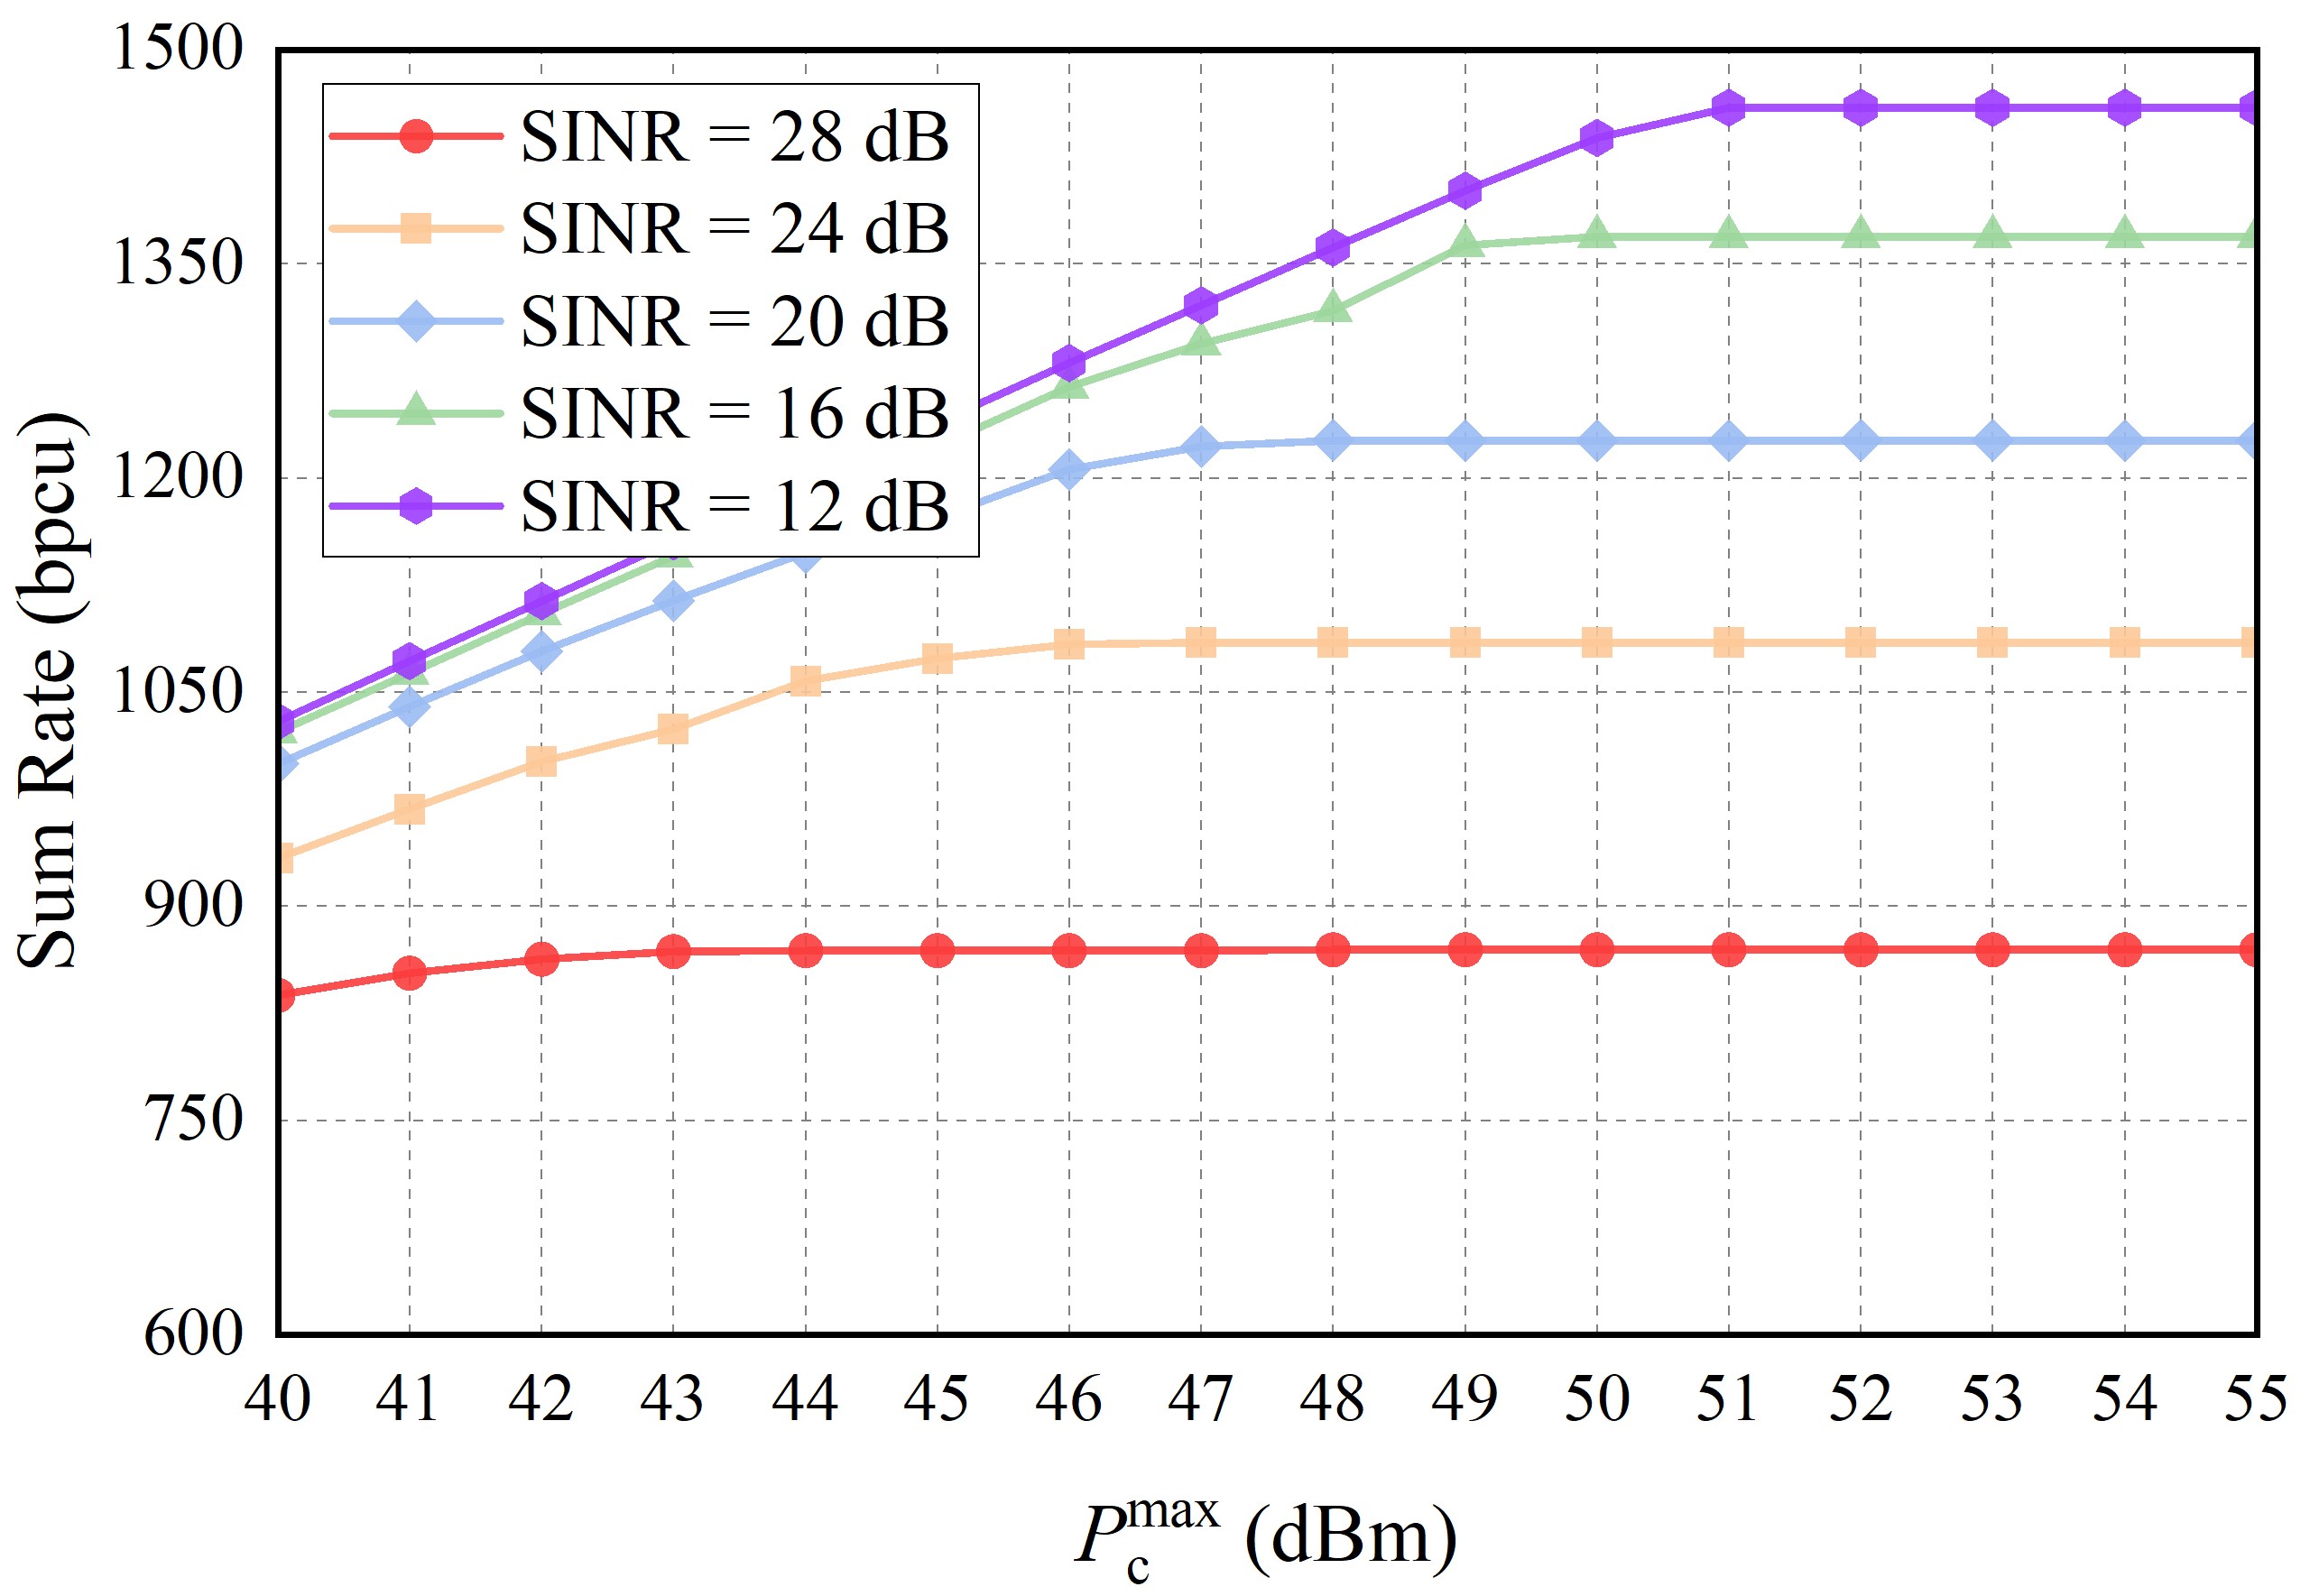 1500
1350
1200
1050
900
750
600
Sum Rate (bpcu)
SINR = 28 dB
SINR = 24 dB
SINR = 20 dB
SINR = 16 dB
SINR = 12 dB
40 41 42 43 44 45 46 47 48 49 50 51 52 53 54 55
P_c^max (dBm)